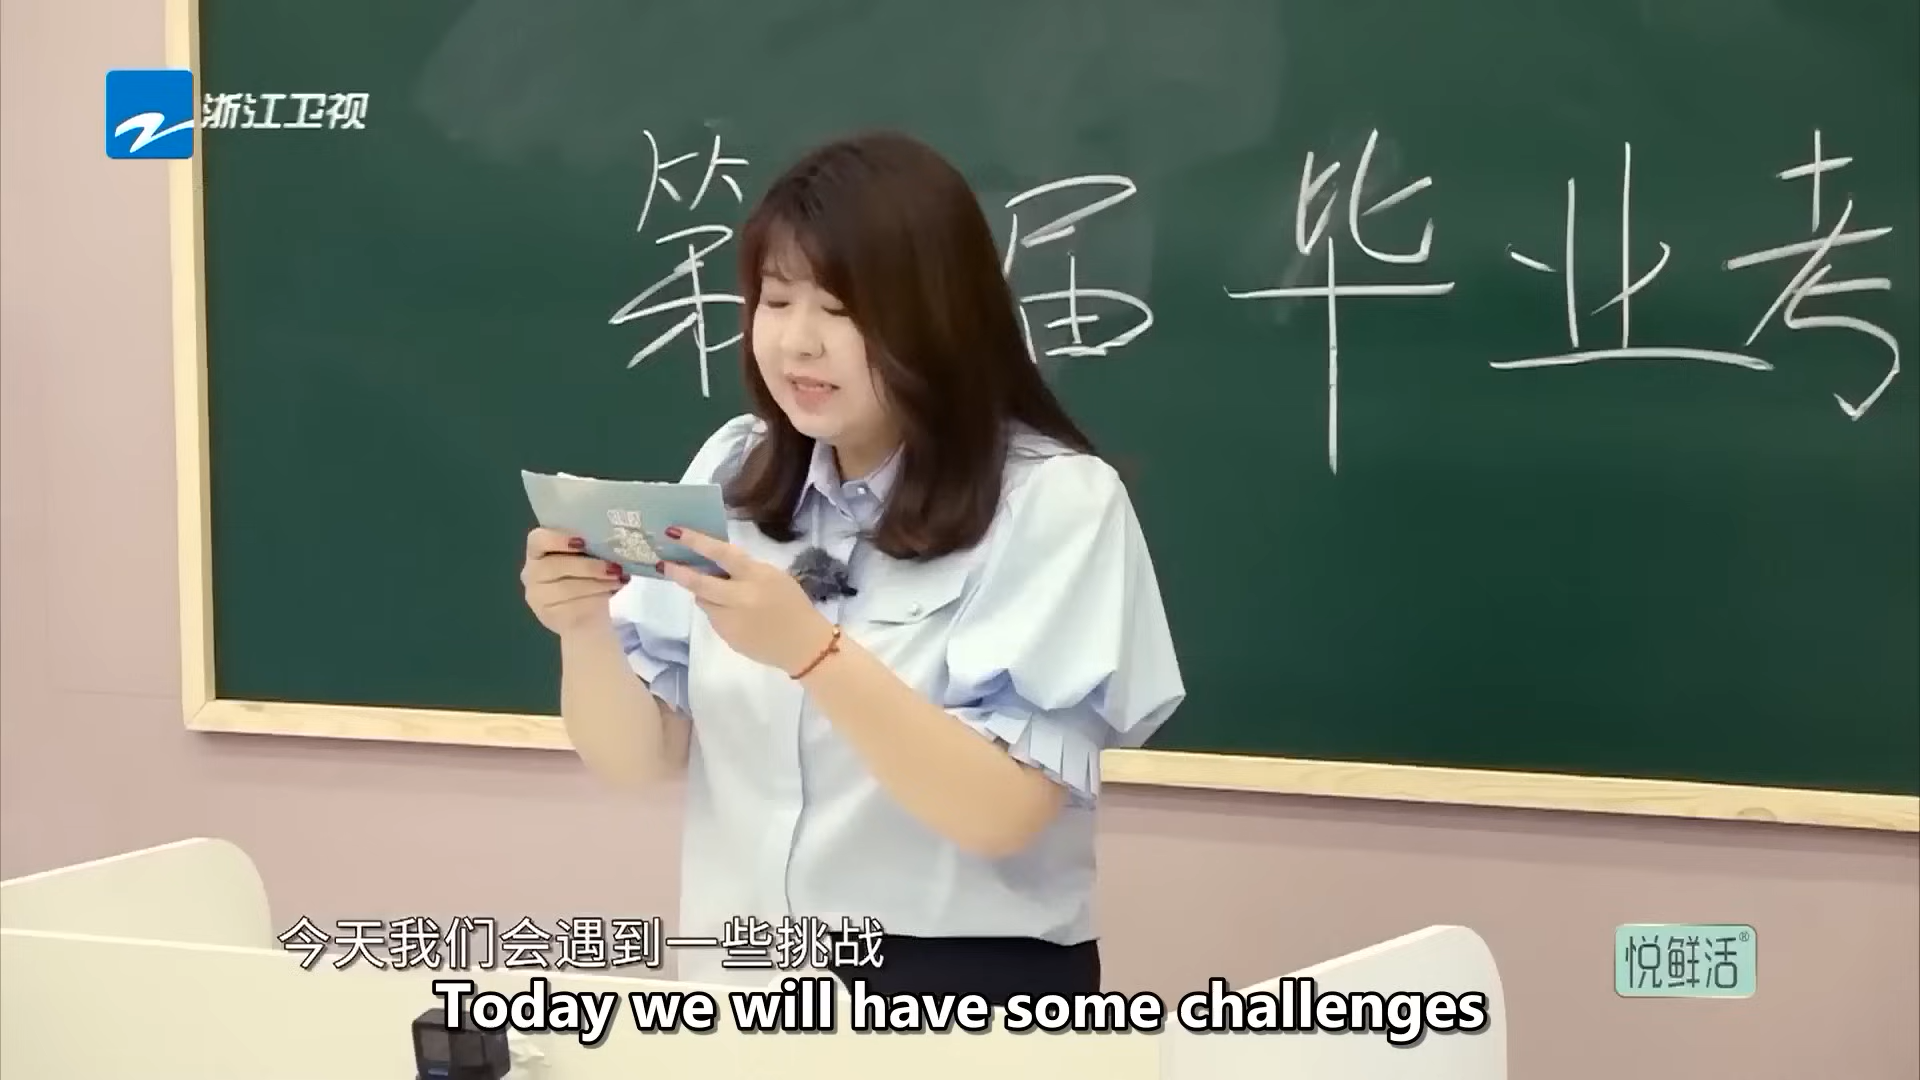 浙江卫视
第 届毕业考
今天我们会遇到一些挑战
Today we will have some challenges
悦鲜活®